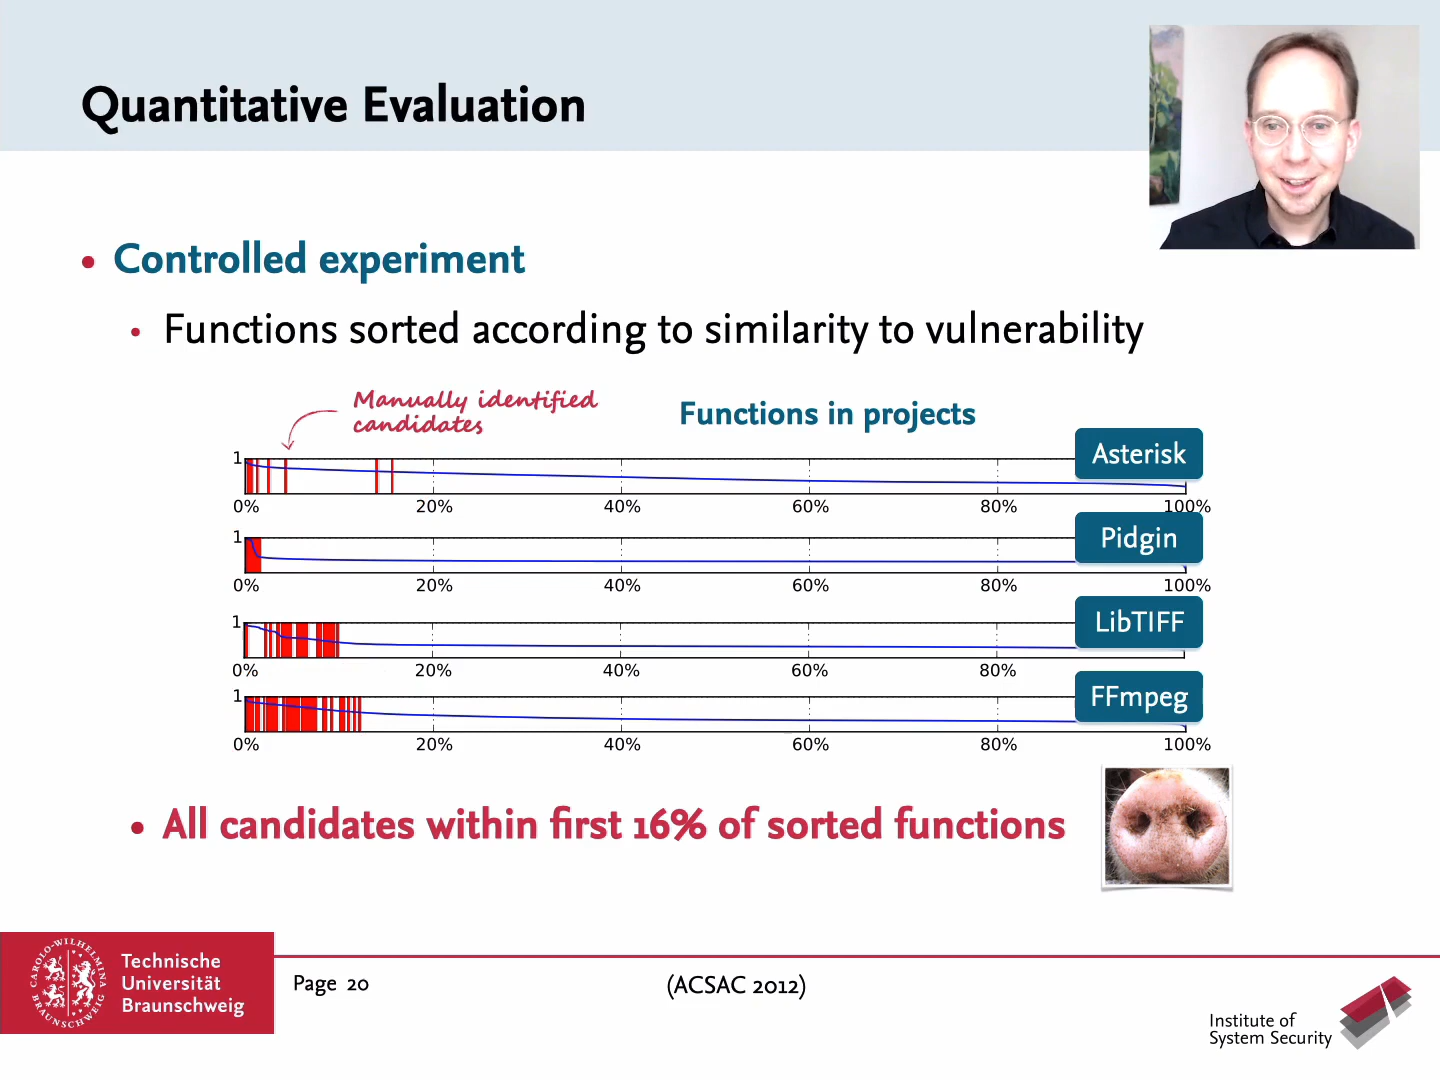 Quantitative Evaluation
• Controlled experiment
• Functions sorted according to similarity to vulnerability
Manually identified
candidates
Functions in projects
1
Asterisk
0% 20% 40% 60% 80% 100%
1
Pidgin
0% 20% 40% 60% 80% 100%
1
LibTIFF
0% 20% 40% 60% 80%
1
FFmpeg
0% 20% 40% 60% 80% 100%
• All candidates within first 16% of sorted functions
CAROLO-WILHELMINA
BRAUNSCHWEIG
Technische
Universität
Braunschweig
Page 20
(ACSAC 2012)
Institute of
System Security